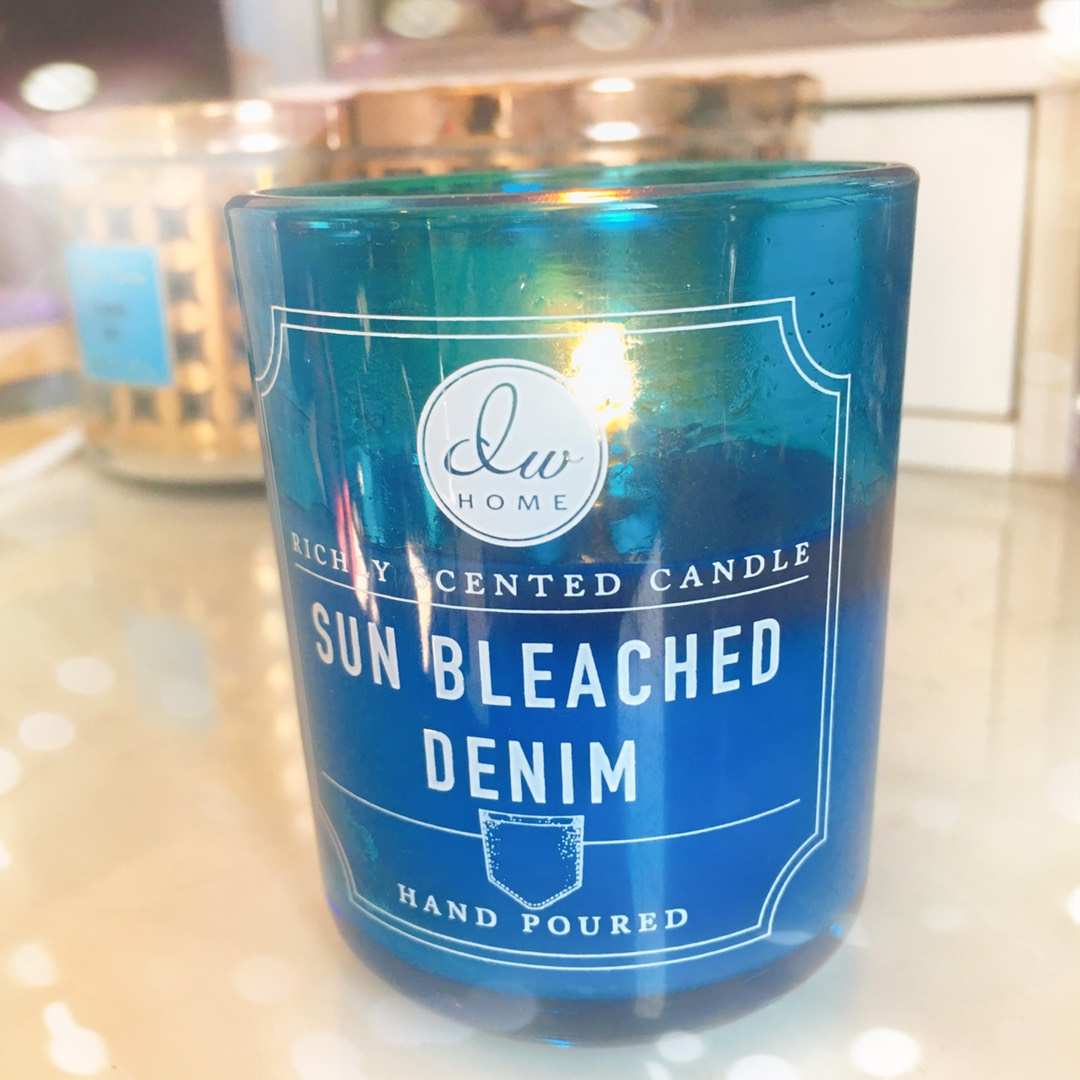 DW
HOME
RICHLY SCENTED CANDLE
SUN BLEACHED
DENIM
HAND POURED